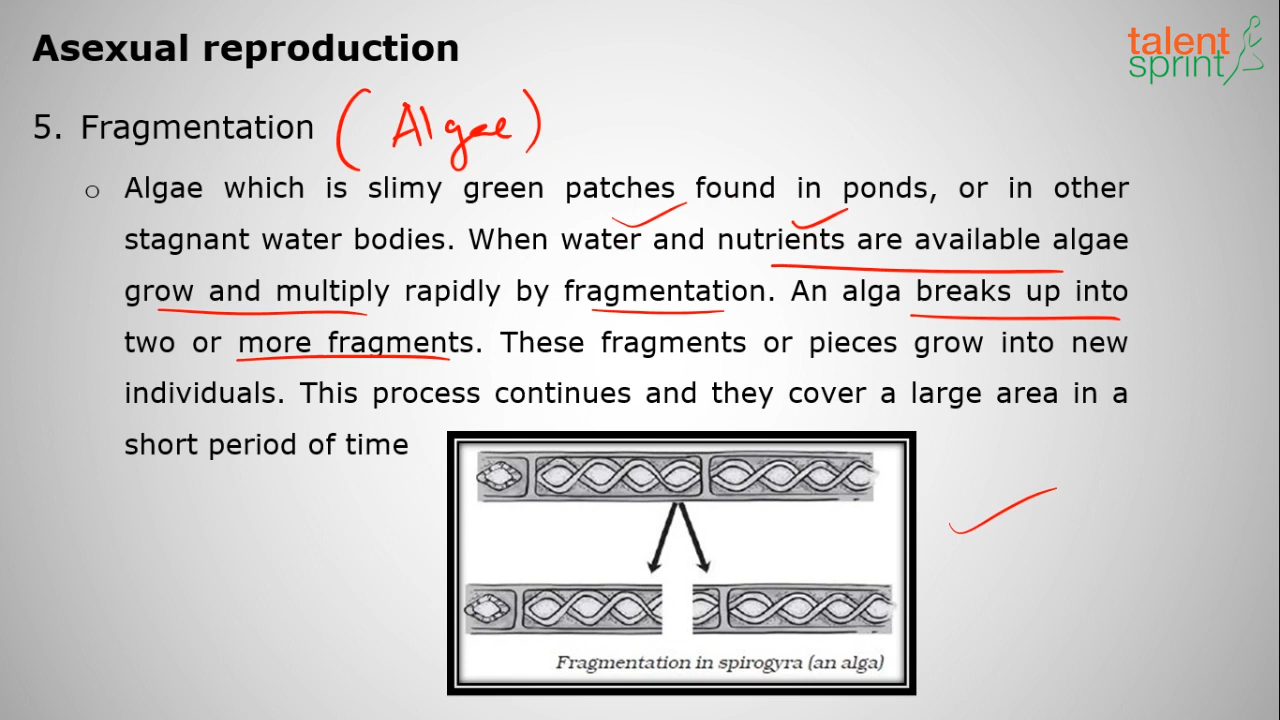 Asexual reproduction
talent
sprint
5. Fragmentation (Algae)
o Algae which is slimy green patches found in ponds, or in other
stagnant water bodies. When water and nutrients are available algae
grow and multiply rapidly by fragmentation. An alga breaks up into
two or more fragments. These fragments or pieces grow into new
individuals. This process continues and they cover a large area in a
short period of time
Fragmentation in spirogyra (an alga)